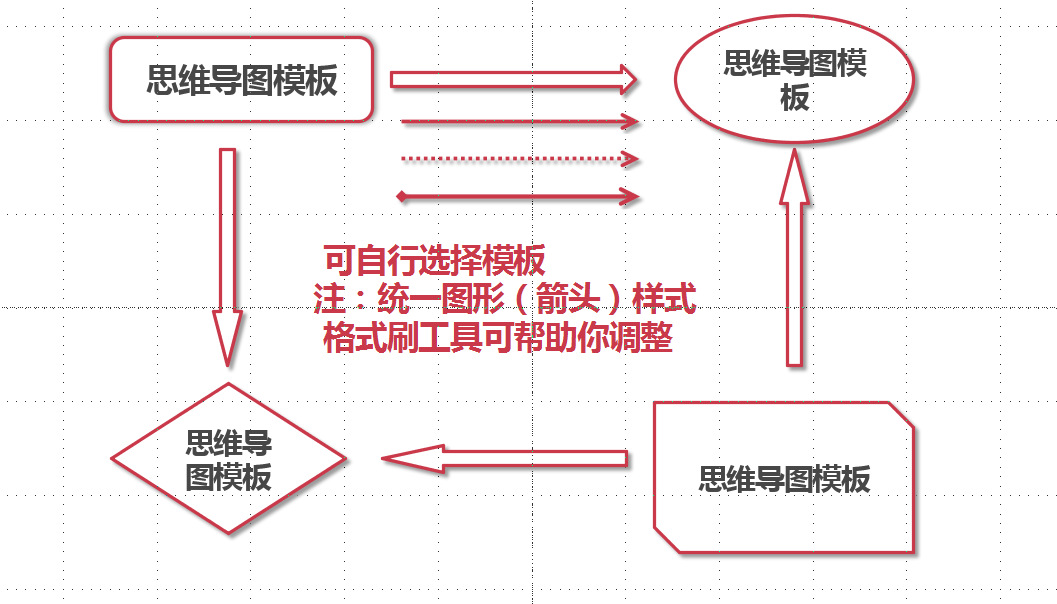 思维导图模板
思维导图模
板
可自行选择模板
注：统一图形（箭头）样式
格式刷工具可帮助你调整
思维导
图模板
思维导图模板